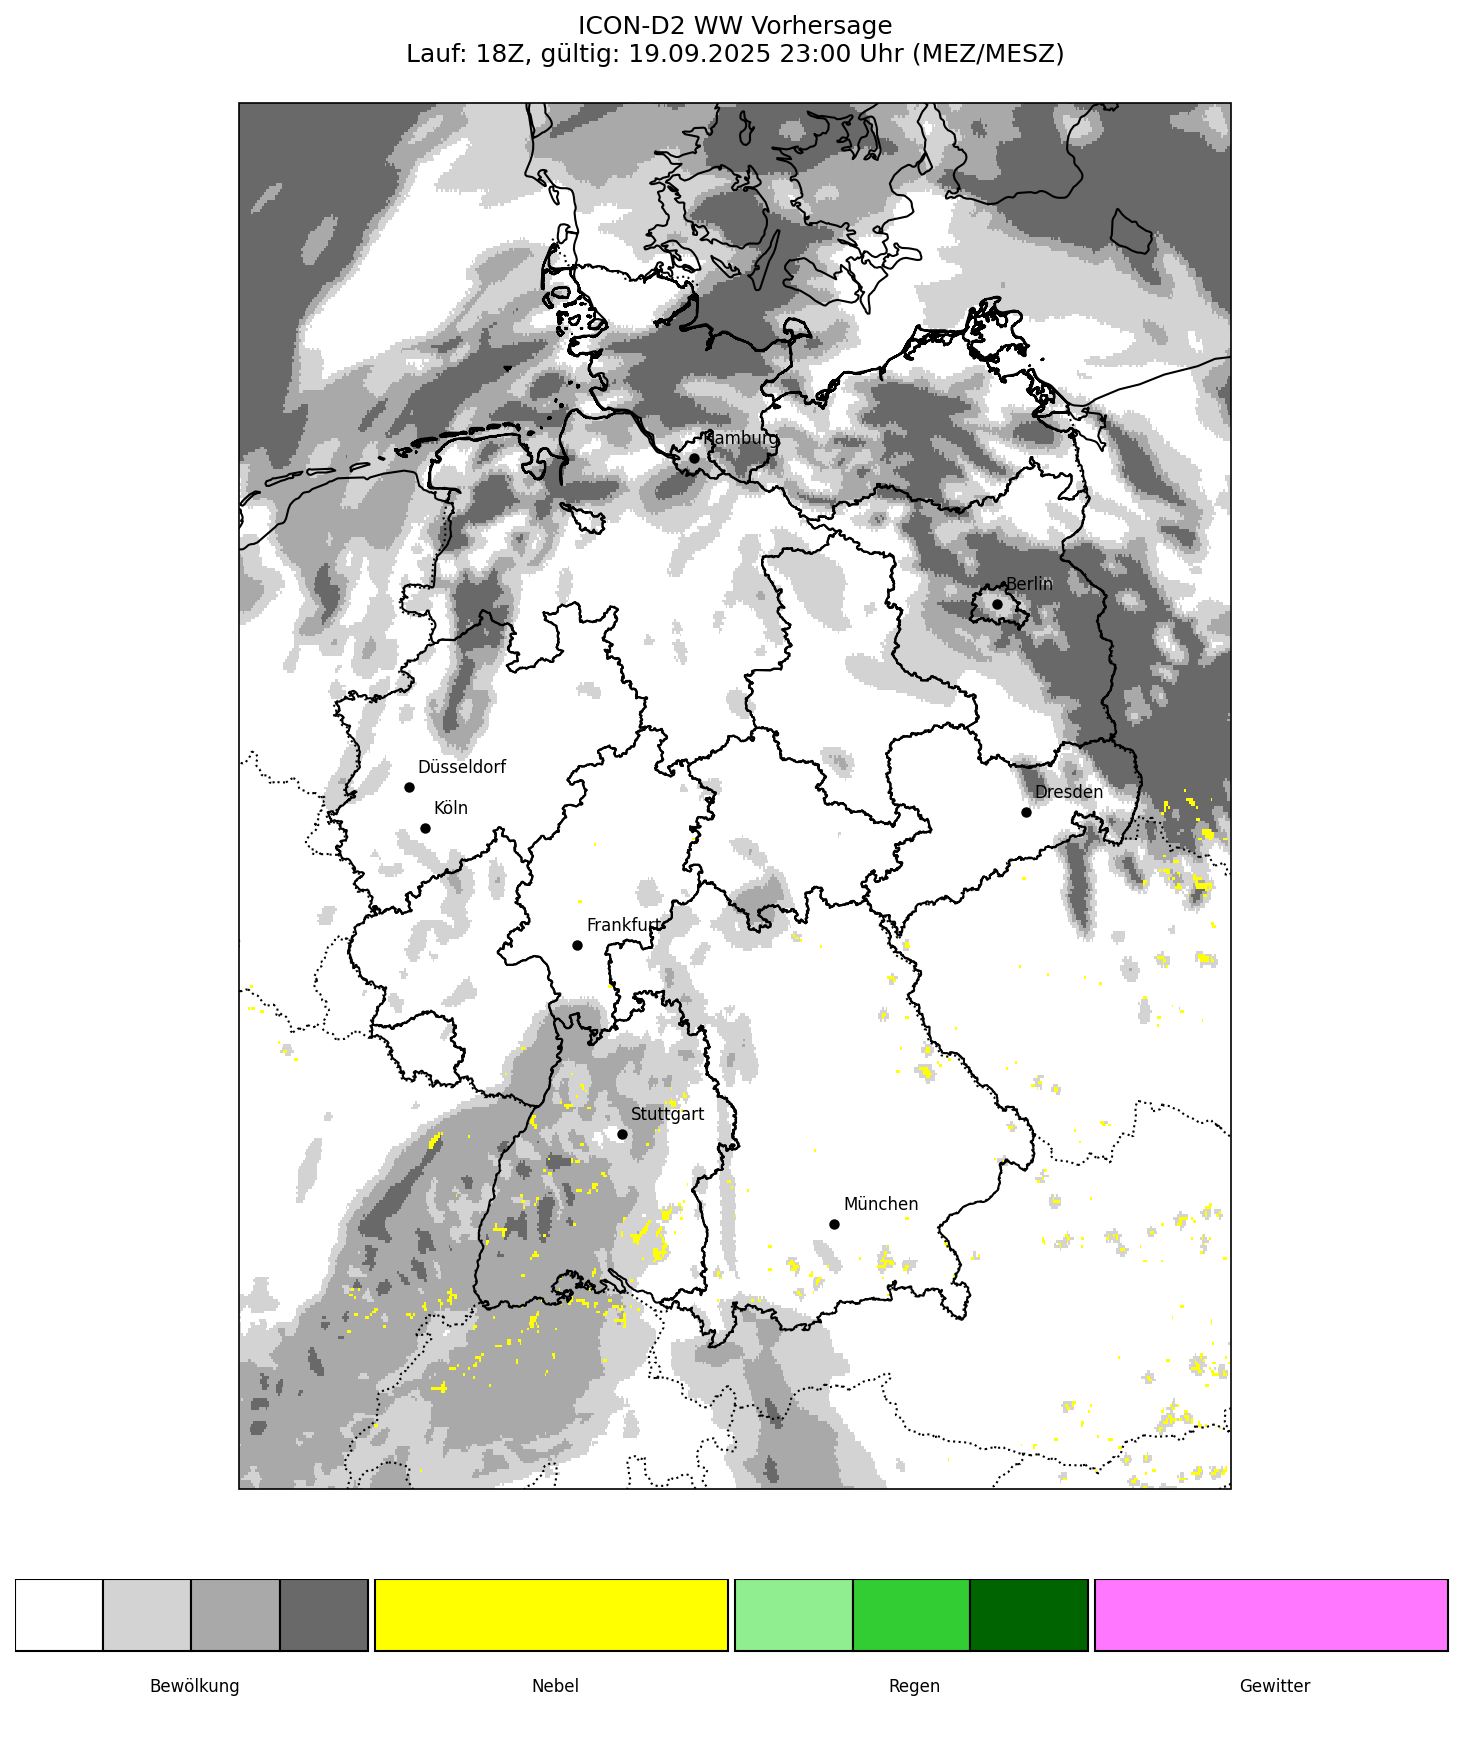 ICON-D2 WW Vorhersage
Lauf: 18Z, gültig: 19.09.2025 23:00 Uhr (MEZ/MESZ)
Hamburg
Berlin
Düsseldorf
Dresden
Köln
Frankfurt
Stuttgart
München
Bewölkung
Nebel
Regen
Gewitter